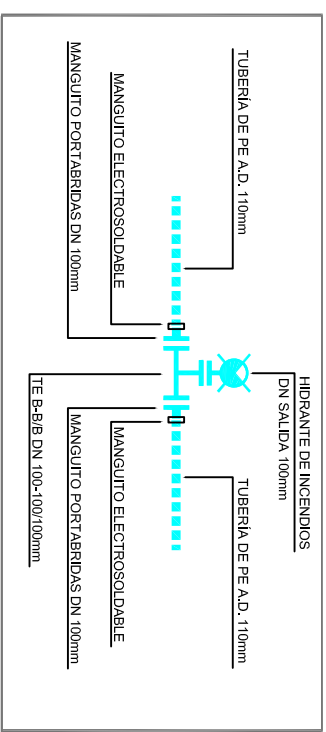 TUBERÍA DE PE A.D. 110mm
MANGUITO ELECTROSOLDABLE
MANGUITO PORTABRIDAS DN 100mm
HIDRANTE DE INCENDIOS
DN SALIDA 100mm
TUBERÍA DE PE A.D. 110mm
MANGUITO ELECTROSOLDABLE
MANGUITO PORTABRIDAS DN 100mm
TE B-B/B DN 100-100/100mm